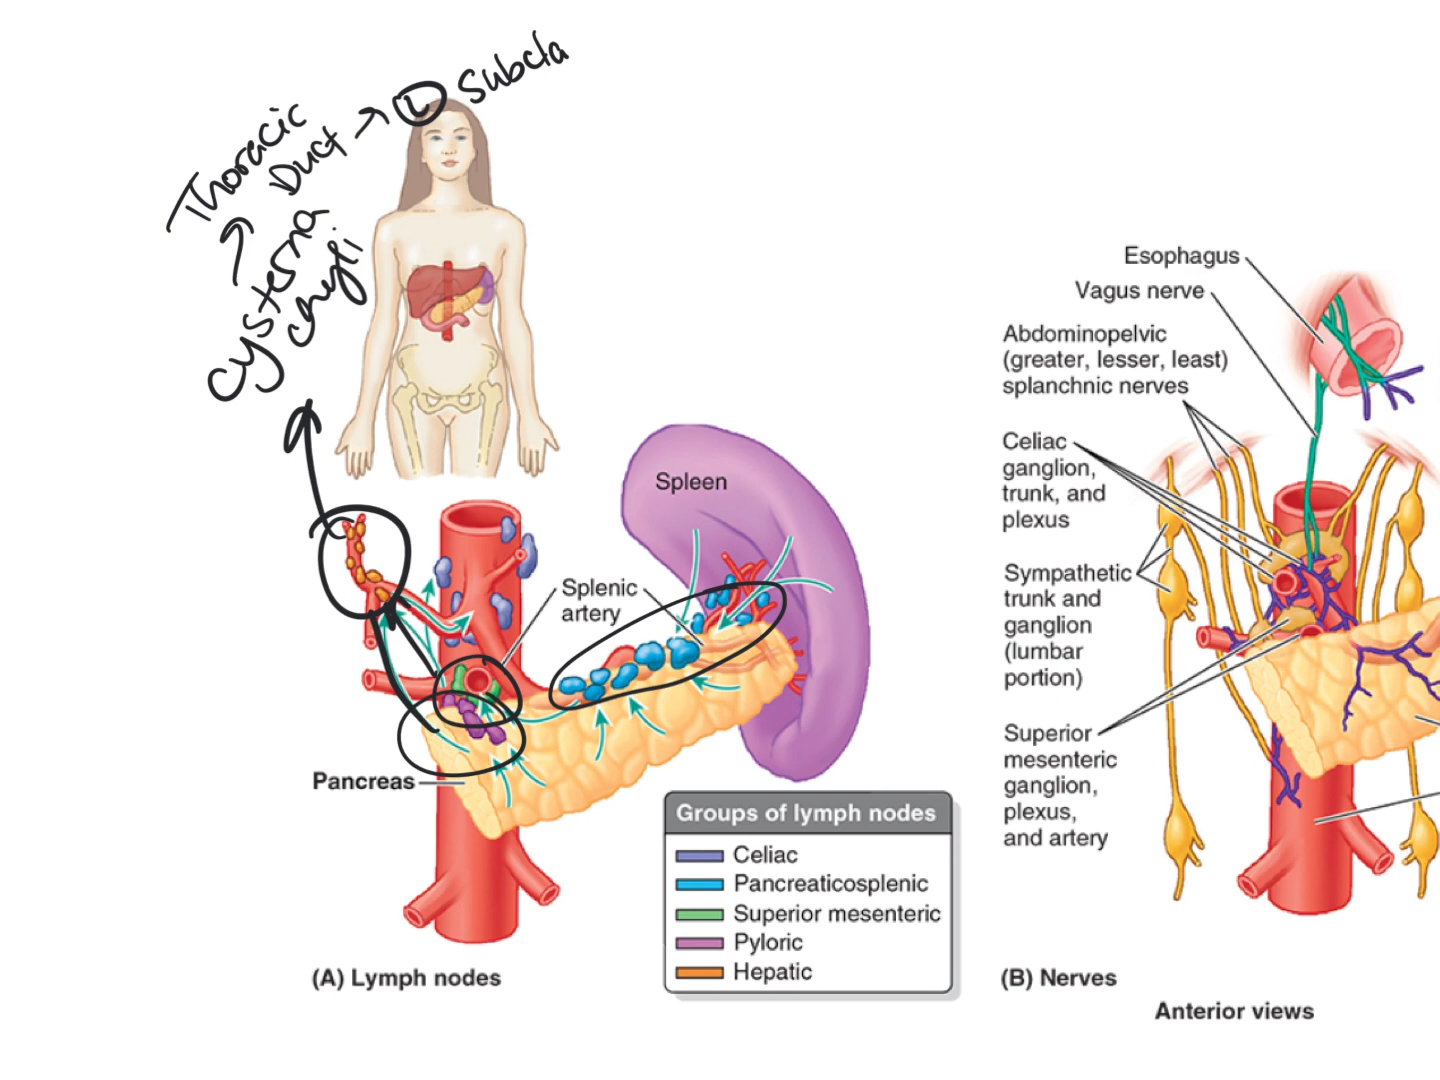 Thoracic
Duct → Ⓛ Subcla
Cysterna
chyli
Spleen
Splenic
artery
Pancreas
Groups of lymph nodes
Celiac
Pancreaticosplenic
Superior mesenteric
Pyloric
Hepatic
(A) Lymph nodes
Esophagus
Vagus nerve
Abdominopelvic
(greater, lesser, least)
splanchnic nerves
Celiac
ganglion,
trunk, and
plexus
Sympathetic
trunk and
ganglion
(lumbar
portion)
Superior
mesenteric
ganglion,
plexus,
and artery
(B) Nerves
Anterior views